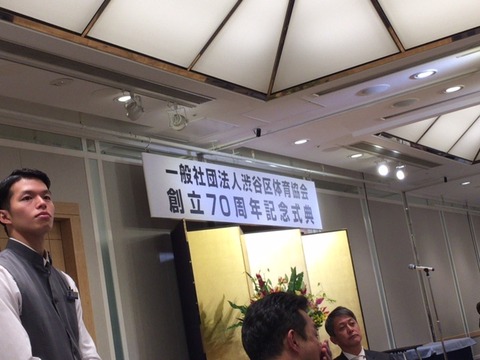 一般社団法人渋谷区体育協会
創立70周年記念式典